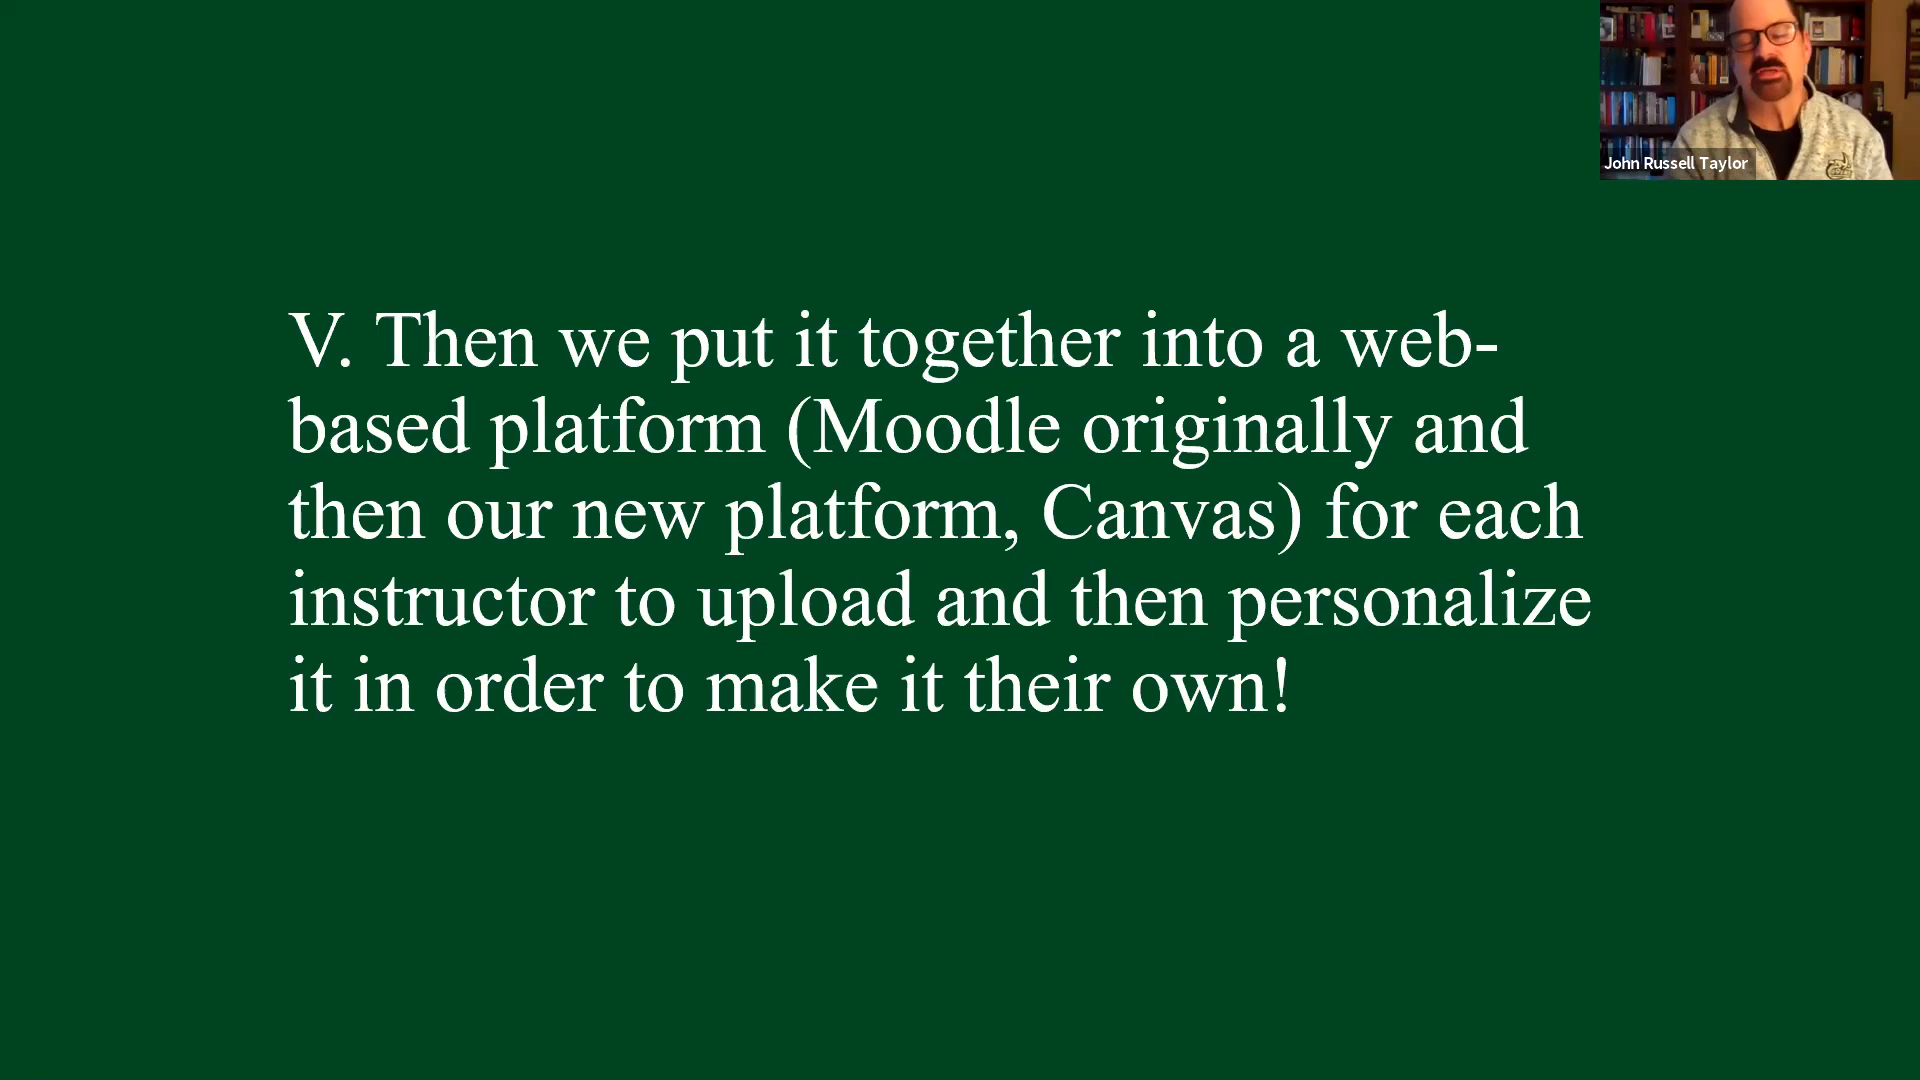 John Russell Taylor
V. Then we put it together into a web-
based platform (Moodle originally and
then our new platform, Canvas) for each
instructor to upload and then personalize
it in order to make it their own!